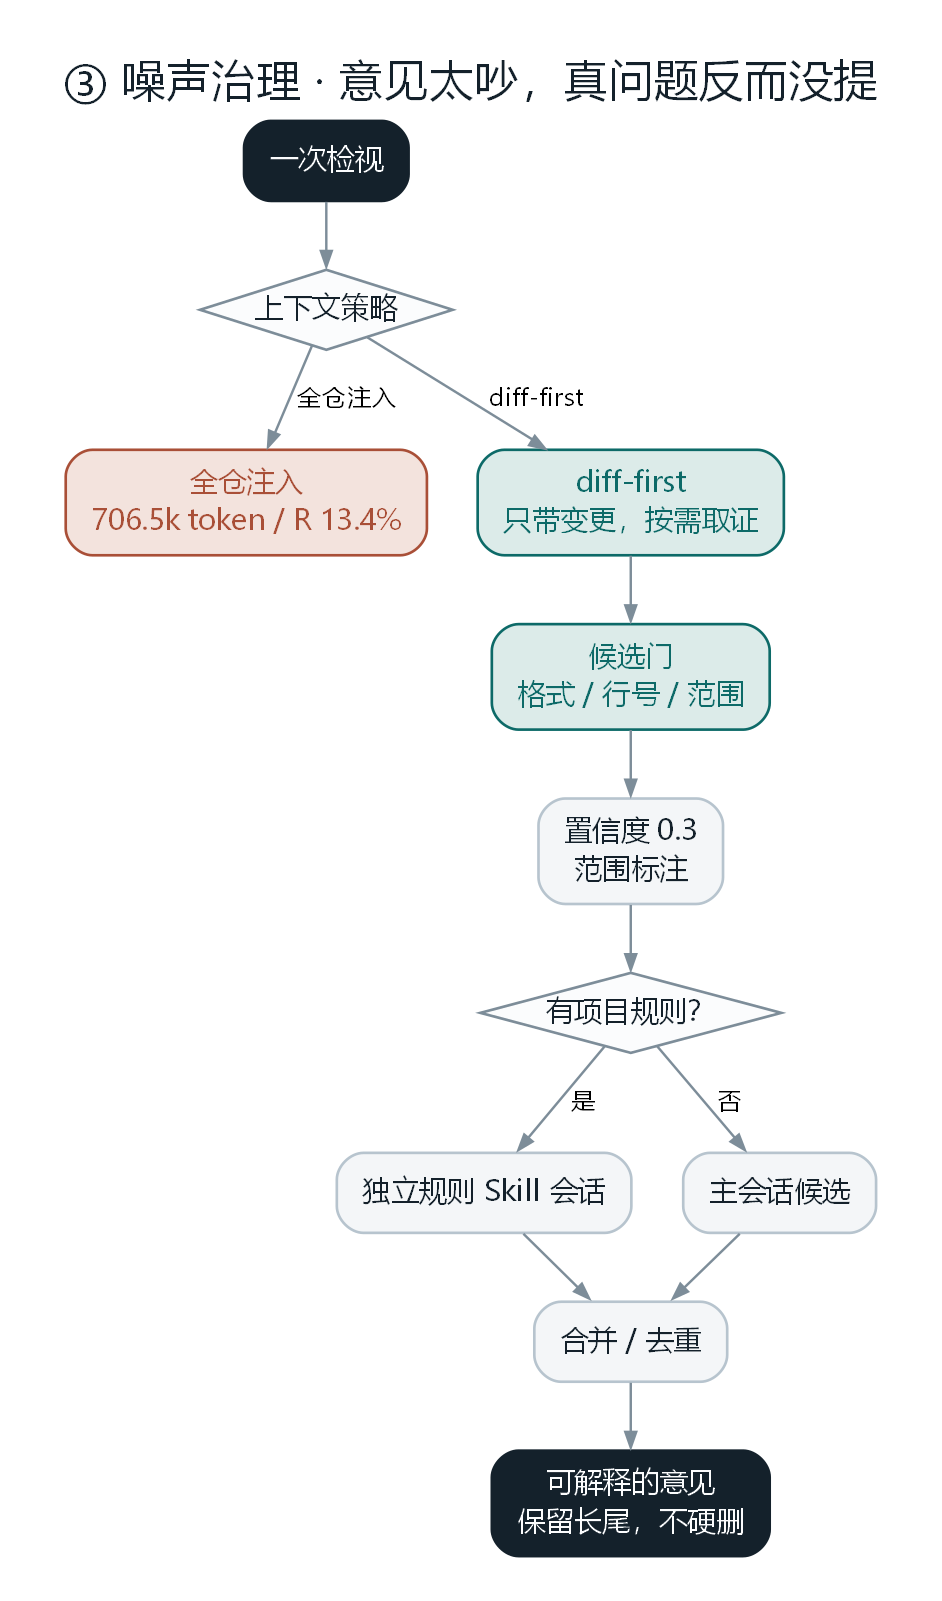 ③ 噪声治理 · 意见太吵，真问题反而没提
一次检视
上下文策略
全仓注入
diff-first
全仓注入
706.5k token / R 13.4%
diff-first
只带变更，按需取证
候选门
格式 / 行号 / 范围
置信度 0.3
范围标注
有项目规则？
是
否
独立规则 Skill 会话
主会话候选
合并 / 去重
可解释的意见
保留长尾，不硬删